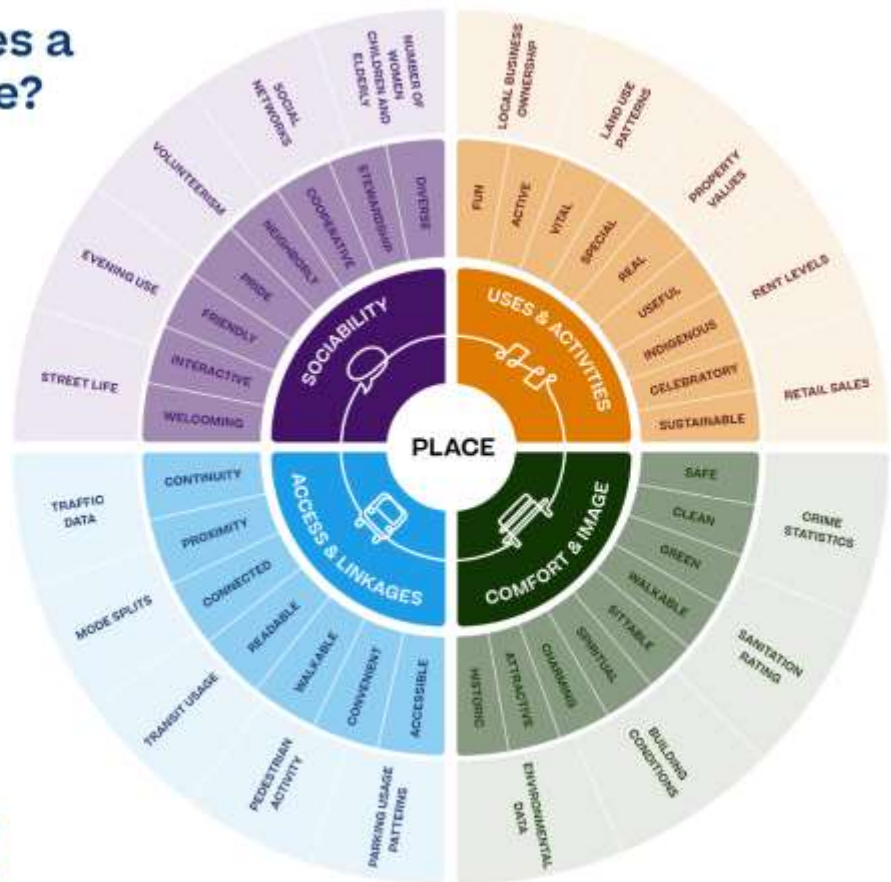 es a
e?
PLACE
SOCIABILITY
DIVERSE
STEWARDSHIP
COOPERATIVE
NEIGHBORLY
PRIDE
FRIENDLY
INTERACTIVE
WELCOMING
NUMBER OF
WOMEN
CHILDREN AND
ELDERLY
SOCIAL
NETWORKS
VOLUNTEERISM
EVENING USE
STREET LIFE
USES & ACTIVITIES
FUN
ACTIVE
VITAL
SPECIAL
REAL
USEFUL
INDIGENOUS
CELEBRATORY
SUSTAINABLE
LOCAL BUSINESS
OWNERSHIP
LAND USE
PATTERNS
PROPERTY
VALUES
RENT LEVELS
RETAIL SALES
COMFORT & IMAGE
SAFE
CLEAN
GREEN
WALKABLE
SITTABLE
SPIRITUAL
CHARMING
ATTRACTIVE
HISTORIC
CRIME
STATISTICS
SANITATION
RATING
BUILDING
CONDITIONS
ENVIRONMENTAL
DATA
ACCESS & LINKAGES
CONTINUITY
PROXIMITY
CONNECTED
READABLE
WALKABLE
CONVENIENT
ACCESSIBLE
TRAFFIC
DATA
MODE SPLITS
TRANSIT USAGE
PEDESTRIAN
ACTIVITY
PARKING USAGE
PATTERNS